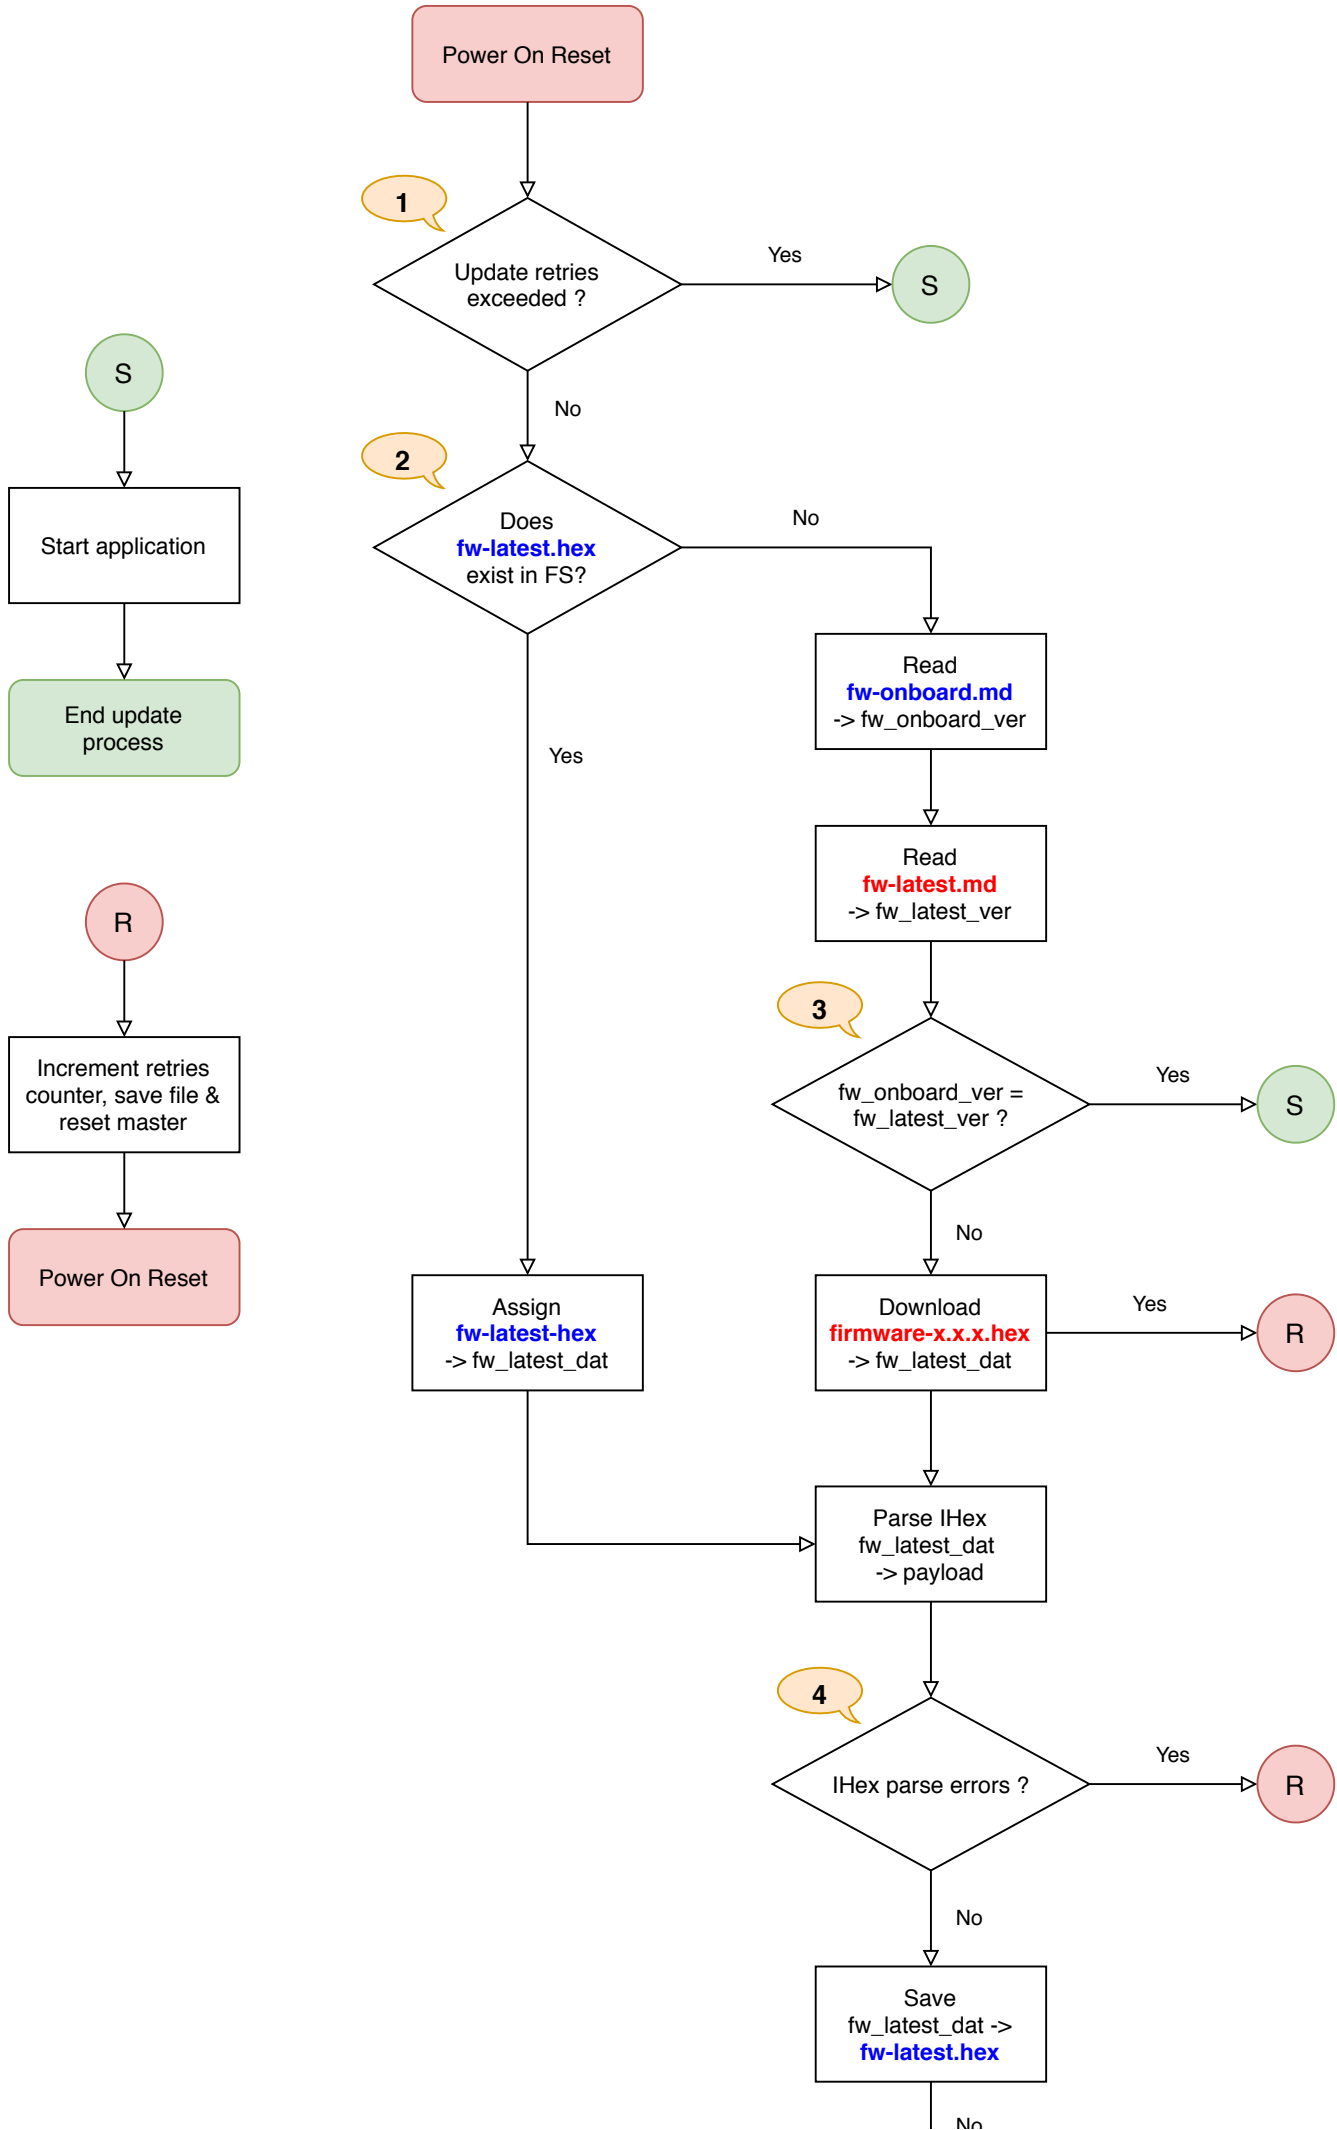 Power On Reset
1
Update retries
exceeded ?
Yes
S
No
2
Does
fw-latest.hex
exist in FS?
No
Yes
Read
fw-onboard.md
-> fw_onboard_ver
Read
fw-latest.md
-> fw_latest_ver
3
fw_onboard_ver =
fw_latest_ver ?
Yes
S
No
Assign
fw-latest-hex
-> fw_latest_dat
Download
firmware-x.x.x.hex
-> fw_latest_dat
Yes
R
Parse IHex
fw_latest_dat
-> payload
4
IHex parse errors ?
Yes
R
No
Save
fw_latest_dat ->
fw-latest.hex
No
S
Start application
End update
process
R
Increment retries
counter, save file &
reset master
Power On Reset